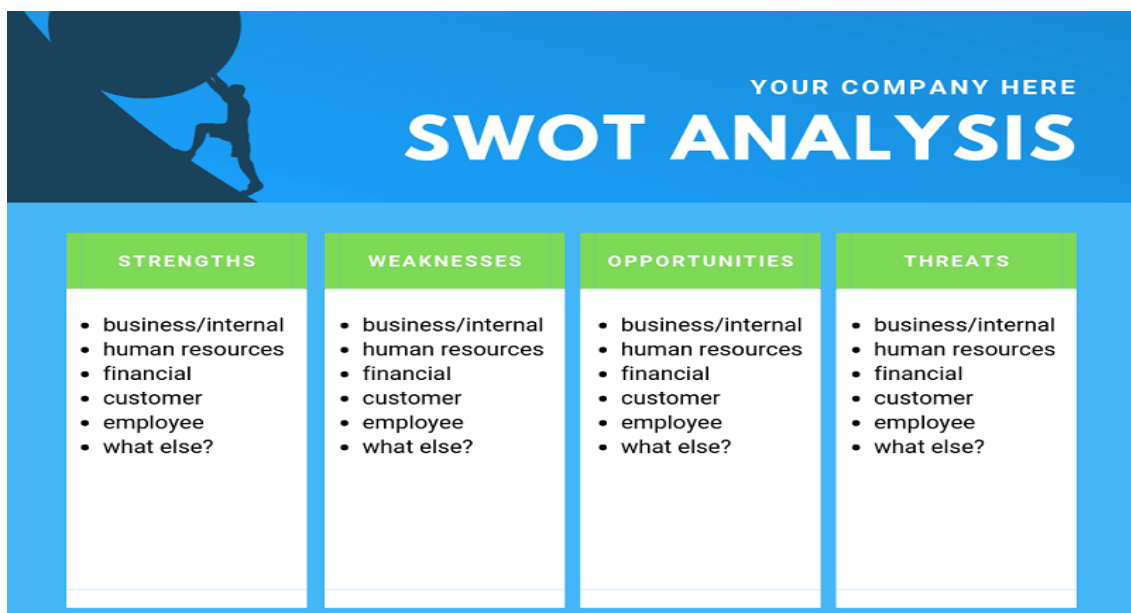 YOUR COMPANY HERE
SWOT ANALYSIS
STRENGTHS
• business/internal
• human resources
• financial
• customer
• employee
• what else?
WEAKNESSES
• business/internal
• human resources
• financial
• customer
• employee
• what else?
OPPORTUNITIES
• business/internal
• human resources
• financial
• customer
• employee
• what else?
THREATS
• business/internal
• human resources
• financial
• customer
• employee
• what else?